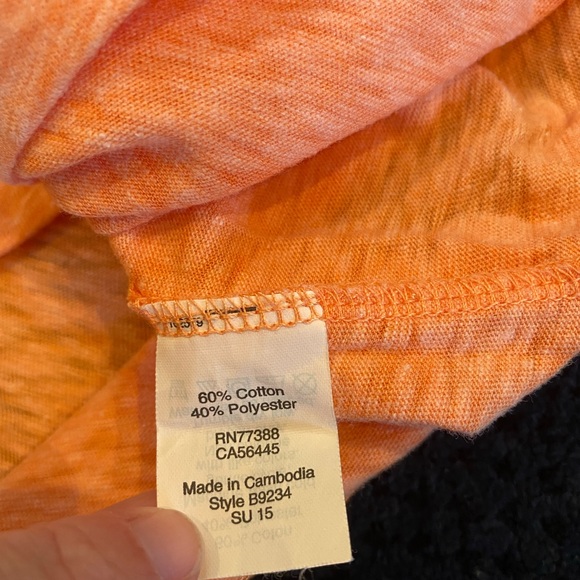 60% Cotton
40% Polyester
RN77388
CA56445
Made in Cambodia
Style B9234
SU 15